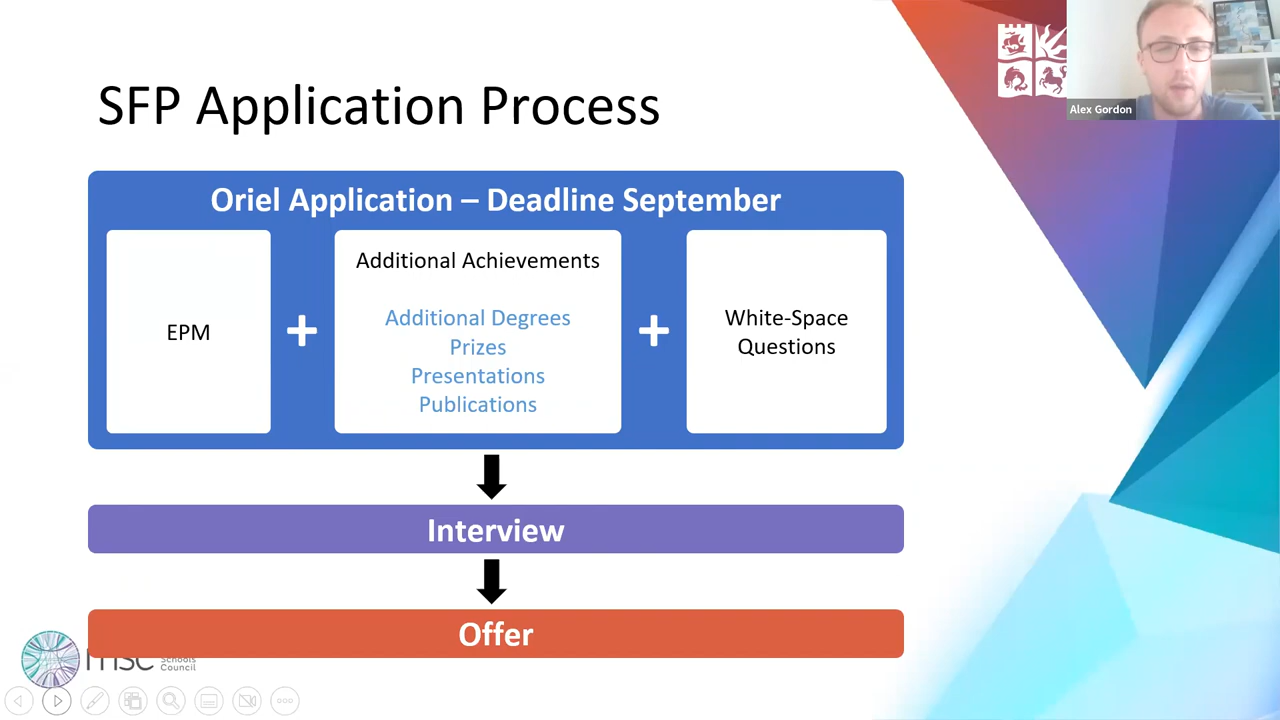 SFP Application Process
Alex Gordon
Oriel Application – Deadline September
EPM
+
Additional Achievements
Additional Degrees
Prizes
Presentations
Publications
+
White-Space
Questions
Interview
Offer
msc
Schools
Council